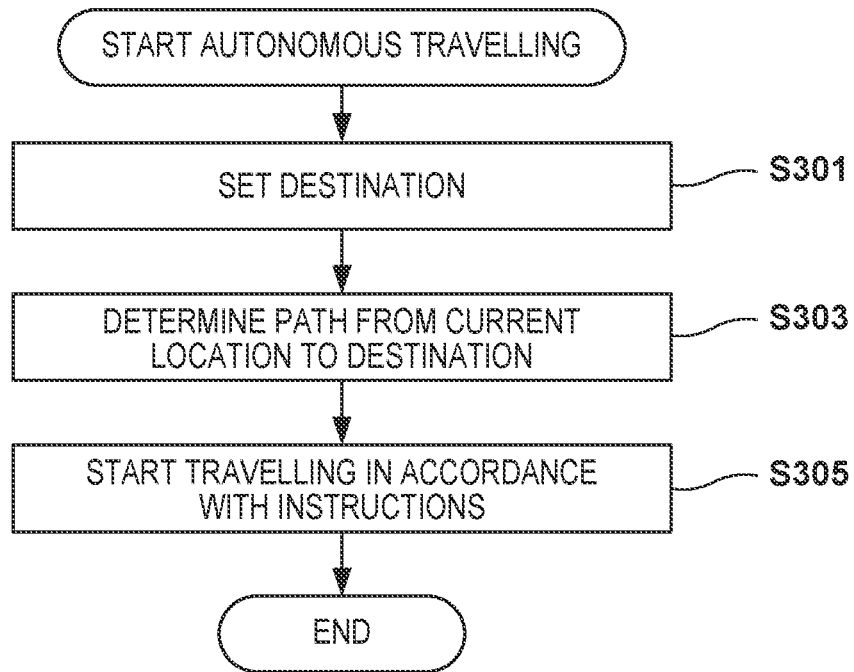 START AUTONOMOUS TRAVELLING
SET DESTINATION
S301
DETERMINE PATH FROM CURRENT
LOCATION TO DESTINATION
S303
START TRAVELLING IN ACCORDANCE
WITH INSTRUCTIONS
S305
END